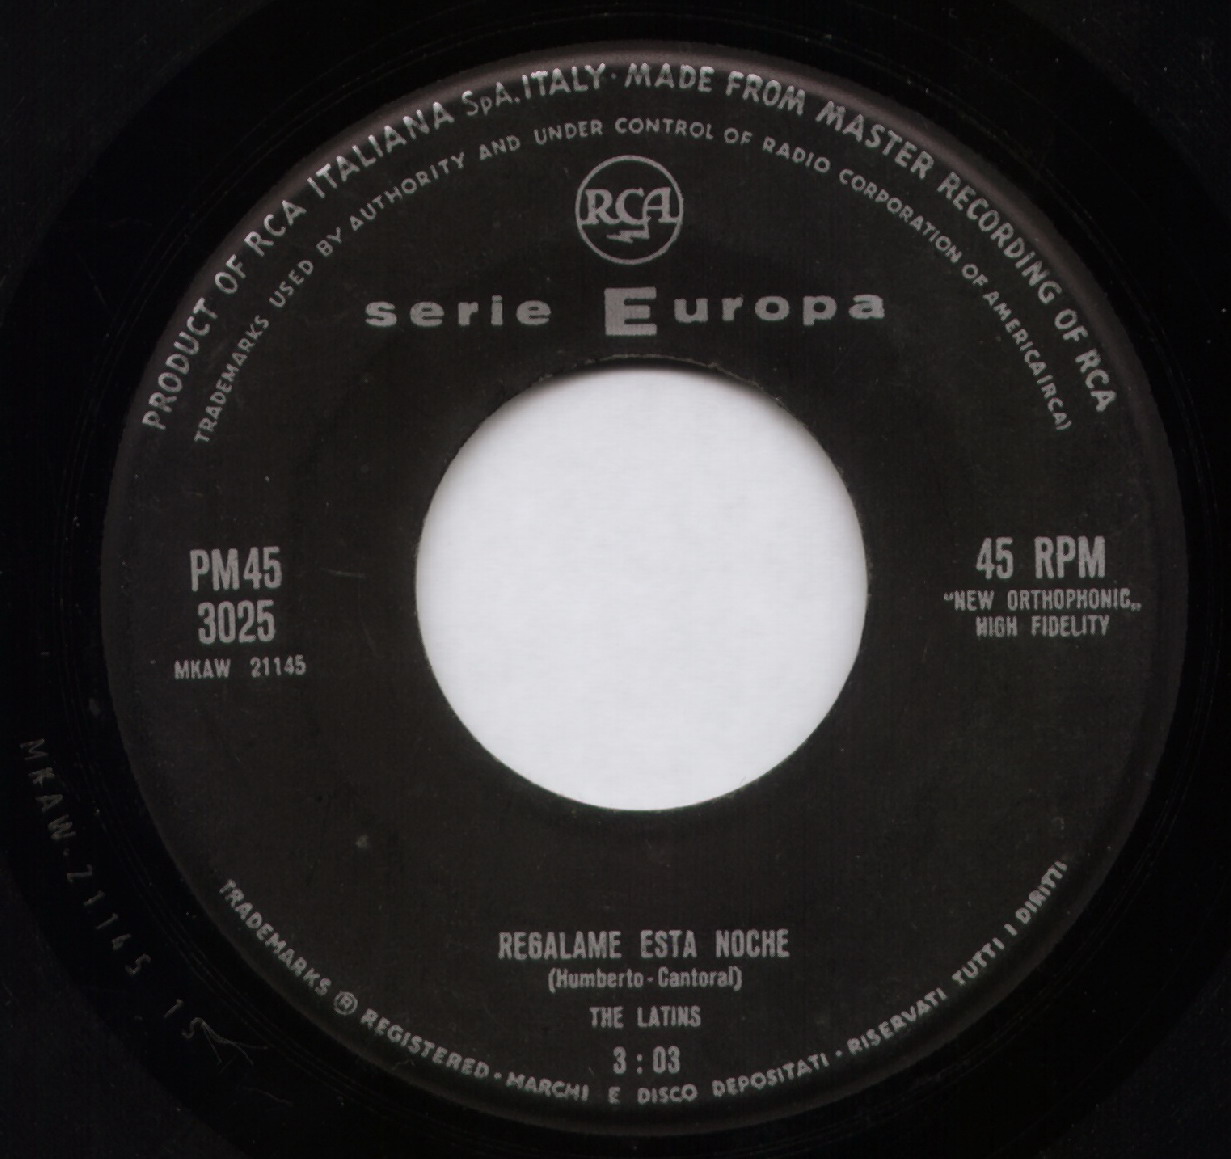 PRODUCT OF RCA ITALIANA SpA. ITALY · MADE FROM MASTER RECORDING OF RCA
TRADEMARKS USED BY AUTHORITY AND UNDER CONTROL OF RADIO CORPORATION OF AMERICA (RCA)
RCA
serie Europa
PM45
3025
MKAW 21145
45 RPM
"NEW ORTHOPHONIC„
HIGH FIDELITY
REGALAME ESTA NOCHE
(Humberto - Cantoral)
THE LATINS
3 : 03
TRADEMARKS ® REGISTERED · MARCHI E DISCO DEPOSITATI · RISERVATI TUTTI I DIRITTI
MKAW·21145